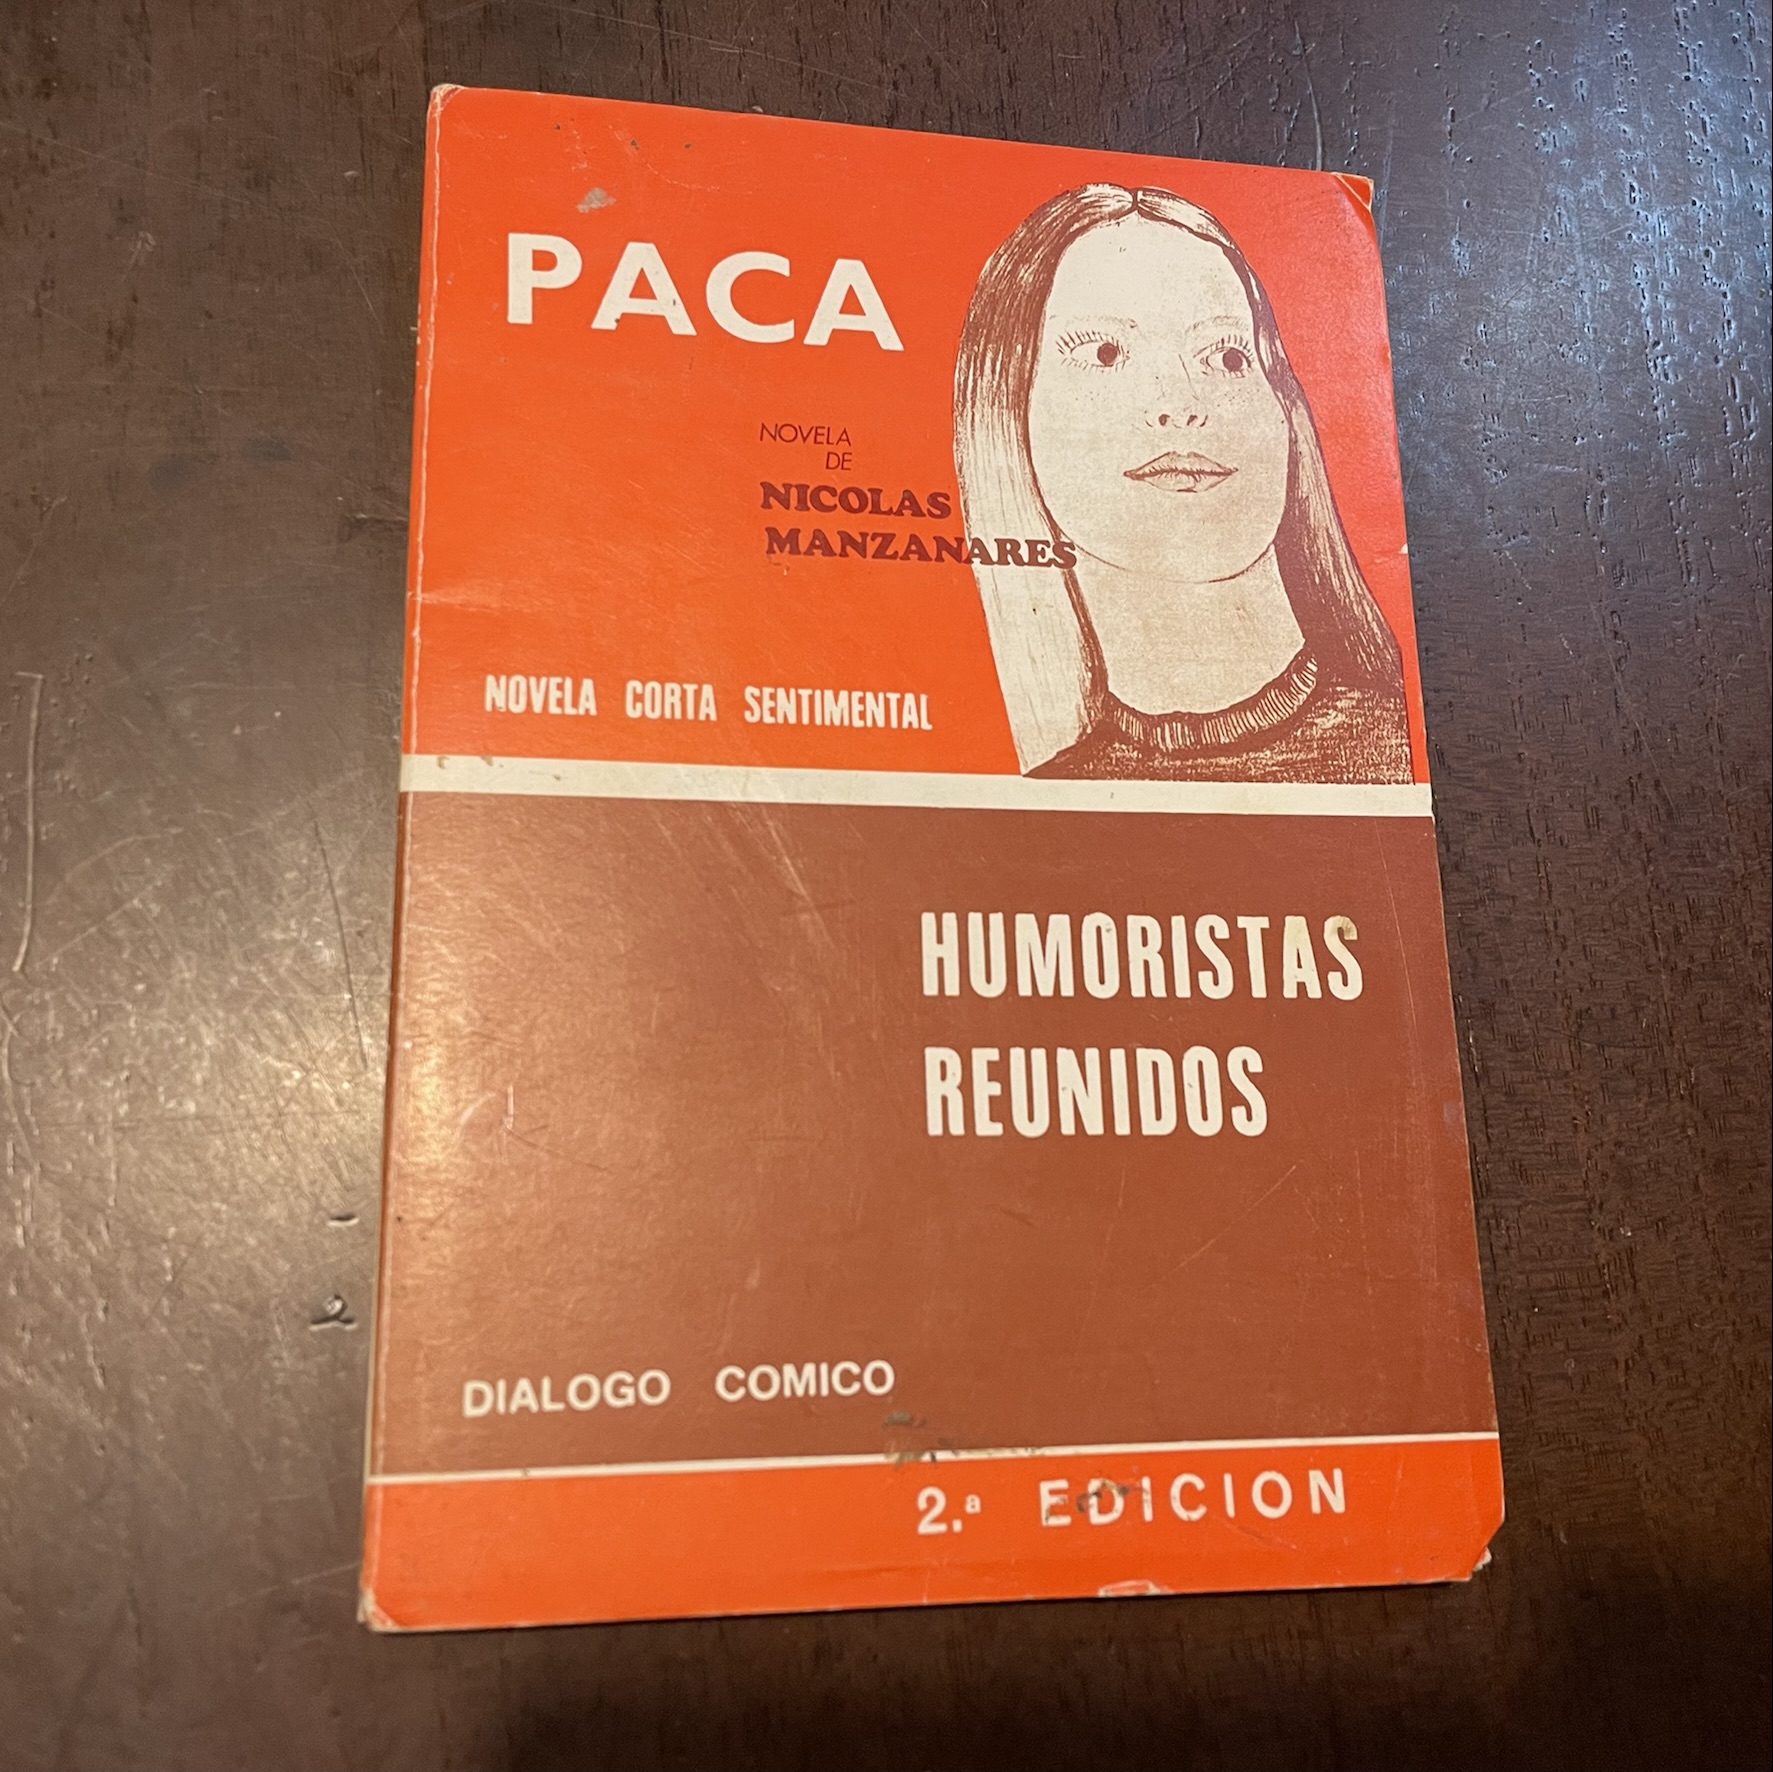 PACA
NOVELA
DE
NICOLAS
MANZANARES
NOVELA CORTA SENTIMENTAL
HUMORISTAS
REUNIDOS
DIALOGO COMICO
2.ª EDICION